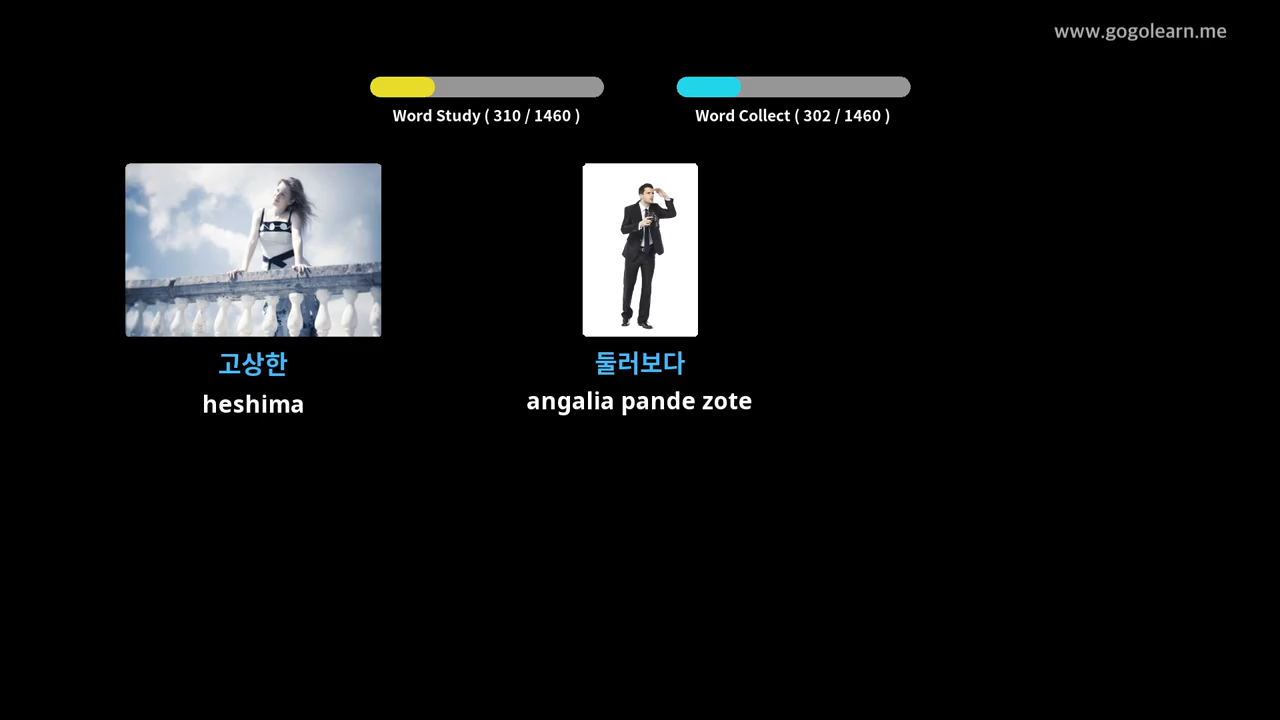 www.gogolearn.me
Word Study ( 310 / 1460 )
Word Collect ( 302 / 1460 )
고상한
heshima
둘러보다
angalia pande zote